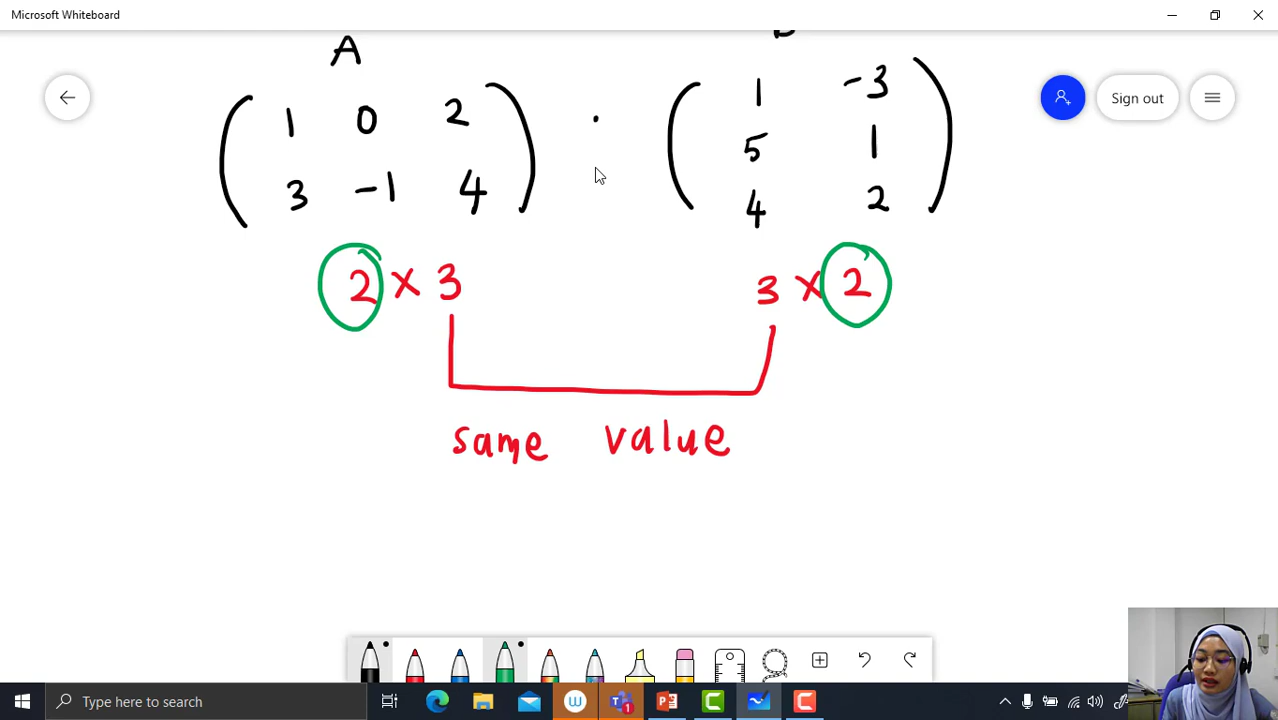 Microsoft Whiteboard
A
1 0 2 · 1 -3
5 1
3 -1 4
4 2
Sign out
2 × 3
3 × 2
same value
Type here to search